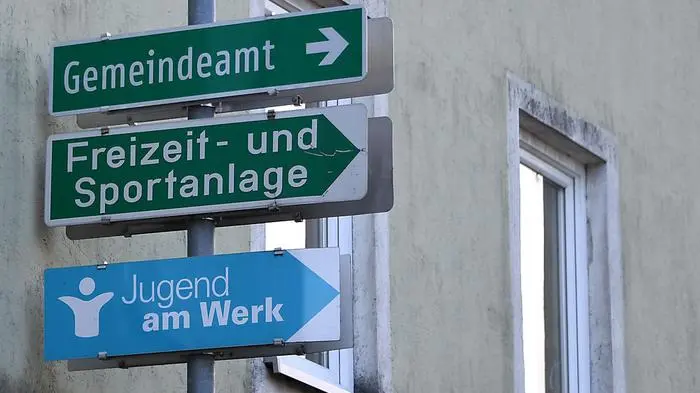 Gemeindeamt
Freizeit- und
Sportanlage
Jugend
am Werk